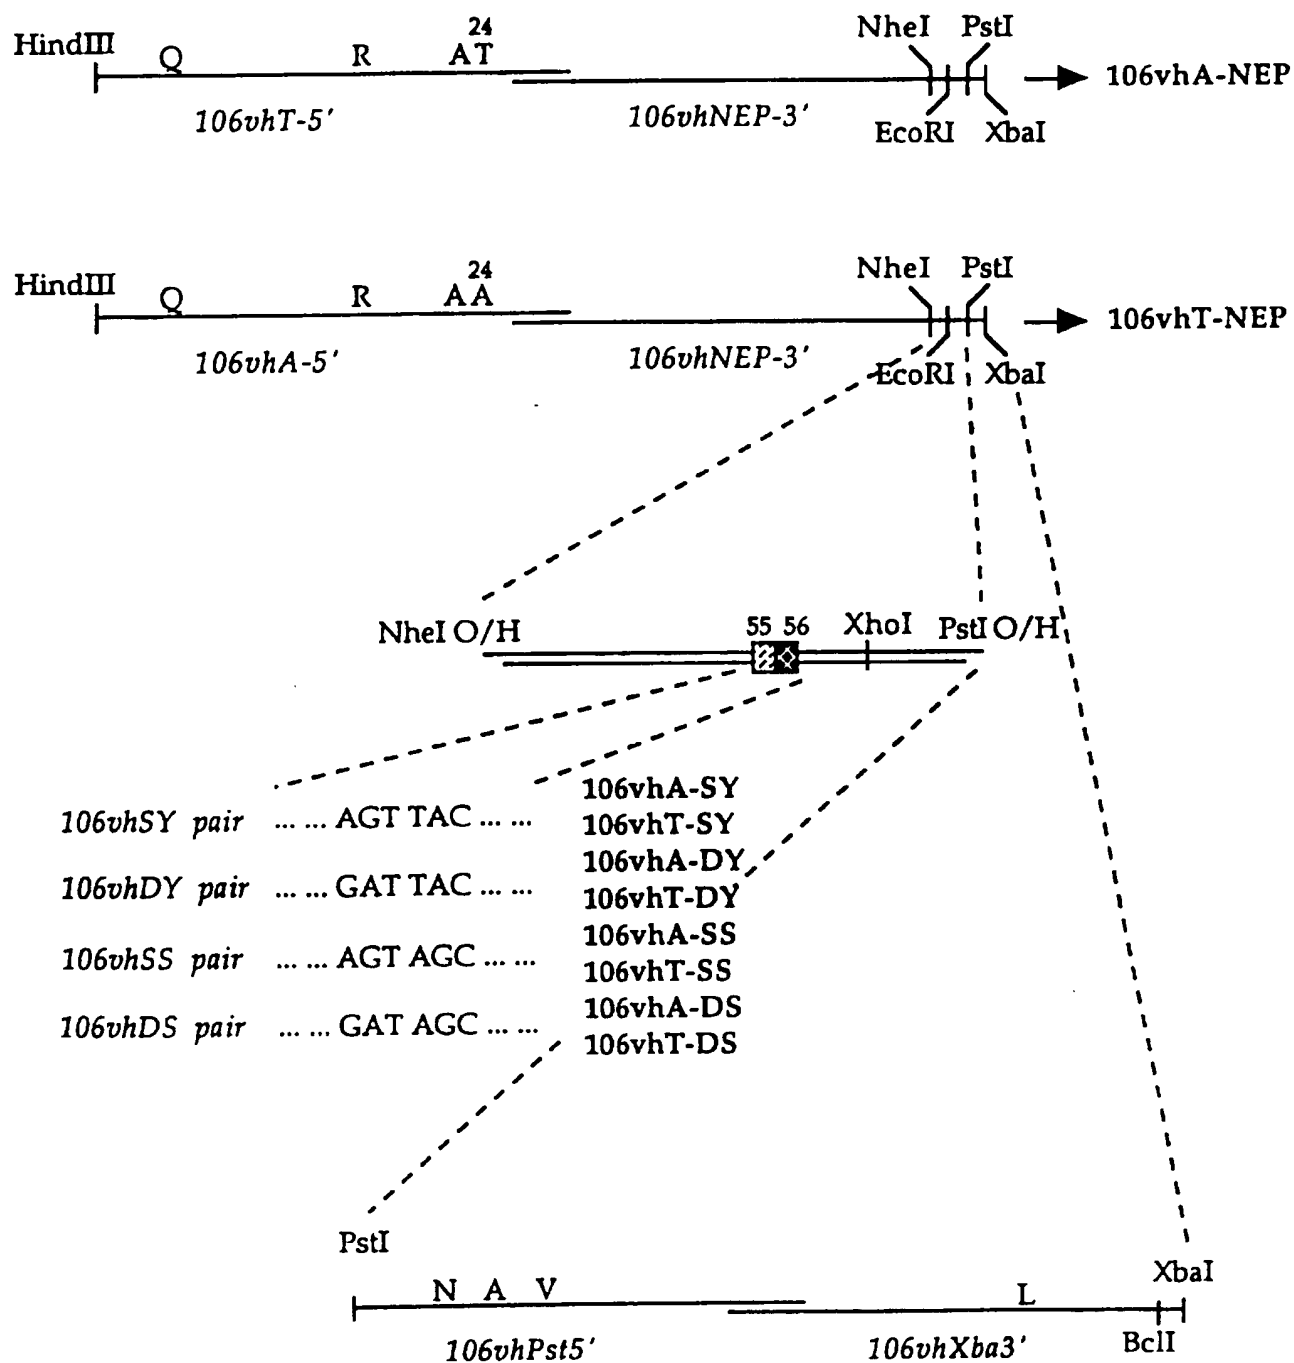 24
HindIII Q R AT NheI PstI
106vhT-5' 106vhNEP-3' EcoRI XbaI 106vhA-NEP
24
HindIII Q R AA NheI PstI
106vhA-5' 106vhNEP-3' EcoRI XbaI 106vhT-NEP
NheI O/H 55 56 XhoI PstI O/H
106vhSY pair ... ... AGT TAC ... ...
106vhDY pair ... ... GAT TAC ... ...
106vhSS pair ... ... AGT AGC ... ...
106vhDS pair ... ... GAT AGC ... ...
106vhA-SY
106vhT-SY
106vhA-DY
106vhT-DY
106vhA-SS
106vhT-SS
106vhA-DS
106vhT-DS
PstI XbaI
N A V L
106vhPst5' 106vhXba3' BclI